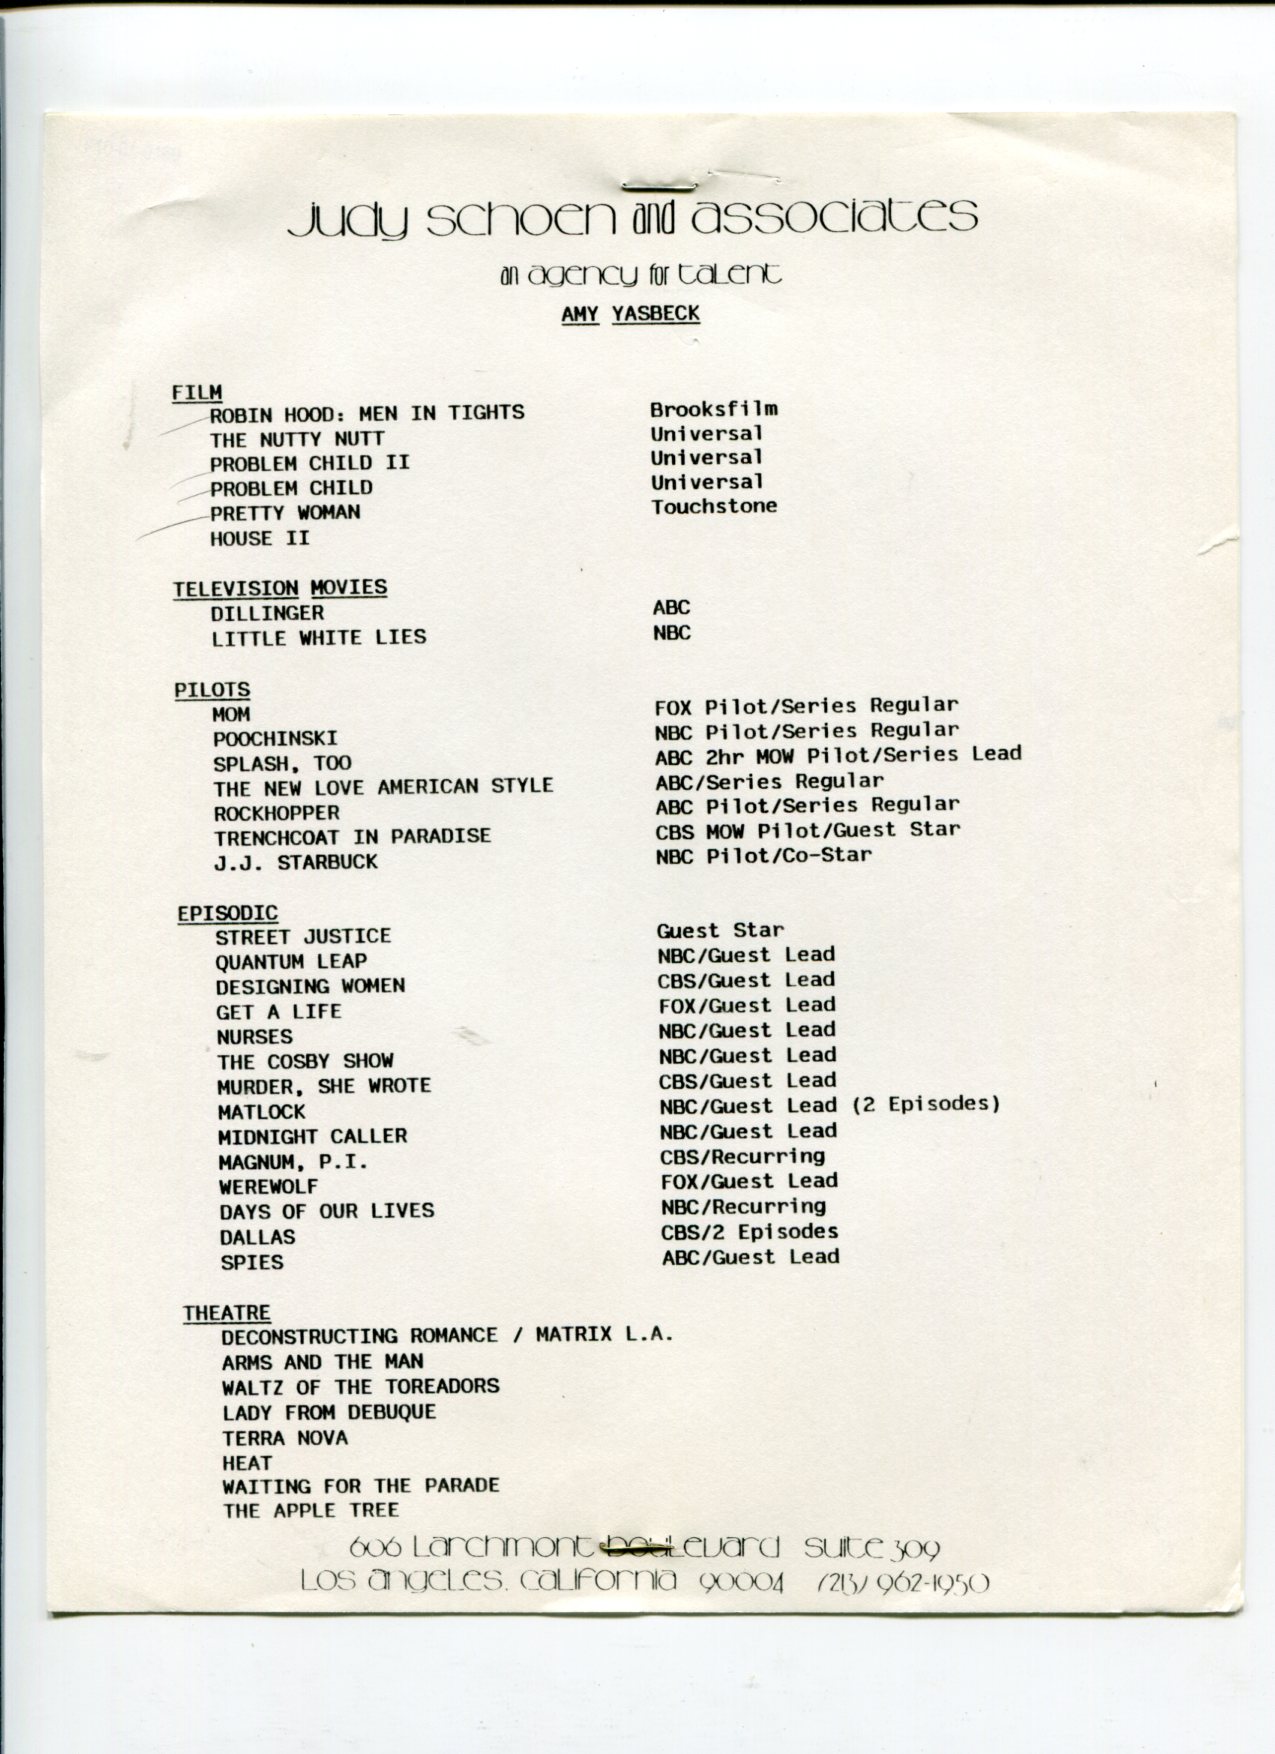 Judy Schoen and Associates
an agency for talent
AMY YASBECK
FILM
ROBIN HOOD: MEN IN TIGHTS Brooksfilm
THE NUTTY NUTT Universal
PROBLEM CHILD II Universal
PROBLEM CHILD Universal
PRETTY WOMAN Touchstone
HOUSE II
TELEVISION MOVIES
DILLINGER ABC
LITTLE WHITE LIES NBC
PILOTS
MOM FOX Pilot/Series Regular
POOCHINSKI NBC Pilot/Series Regular
SPLASH, TOO ABC 2hr MOW Pilot/Series Lead
THE NEW LOVE AMERICAN STYLE ABC/Series Regular
ROCKHOPPER ABC Pilot/Series Regular
TRENCHCOAT IN PARADISE CBS MOW Pilot/Guest Star
J.J. STARBUCK NBC Pilot/Co-Star
EPISODIC
STREET JUSTICE Guest Star
QUANTUM LEAP NBC/Guest Lead
DESIGNING WOMEN CBS/Guest Lead
GET A LIFE FOX/Guest Lead
NURSES NBC/Guest Lead
THE COSBY SHOW NBC/Guest Lead
MURDER, SHE WROTE CBS/Guest Lead
MATLOCK NBC/Guest Lead (2 Episodes)
MIDNIGHT CALLER NBC/Guest Lead
MAGNUM, P.I. CBS/Recurring
WEREWOLF FOX/Guest Lead
DAYS OF OUR LIVES NBC/Recurring
DALLAS CBS/2 Episodes
SPIES ABC/Guest Lead
THEATRE
DECONSTRUCTING ROMANCE / MATRIX L.A.
ARMS AND THE MAN
WALTZ OF THE TOREADORS
LADY FROM DEBUQUE
TERRA NOVA
HEAT
WAITING FOR THE PARADE
THE APPLE TREE
606 Larchmont boulevard suite 309
Los Angeles, California 90004 (213) 962-1950